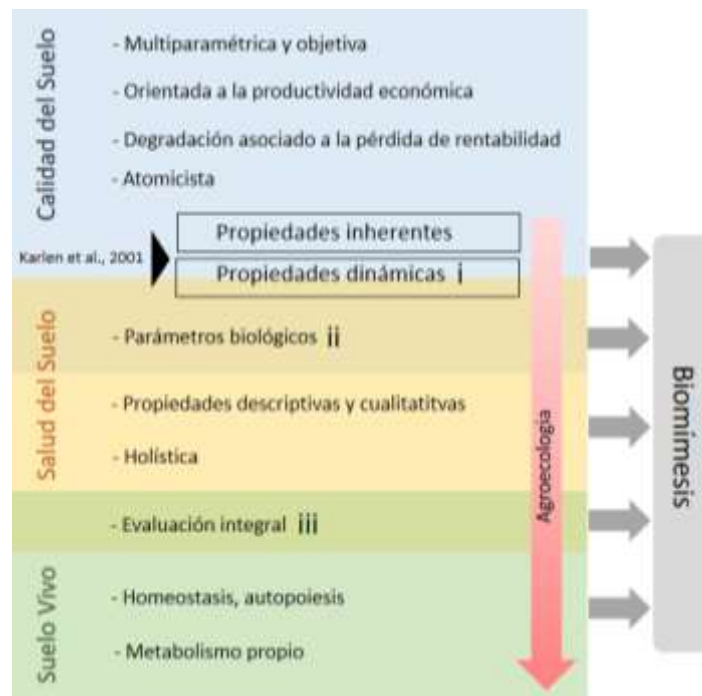 Calidad del Suelo
- Multiparamétrica y objetiva
- Orientada a la productividad económica
- Degradación asociado a la pérdida de rentabilidad
- Atomicista
Karlen et al., 2001
Propiedades inherentes
Propiedades dinámicas i
Salud del Suelo
- Parámetros biológicos ii
- Propiedades descriptivas y cualitatitvas
- Holística
- Evaluación integral iii
Suelo Vivo
- Homeostasis, autopoiesis
- Metabolismo propio
Agroecología
Biomímesis